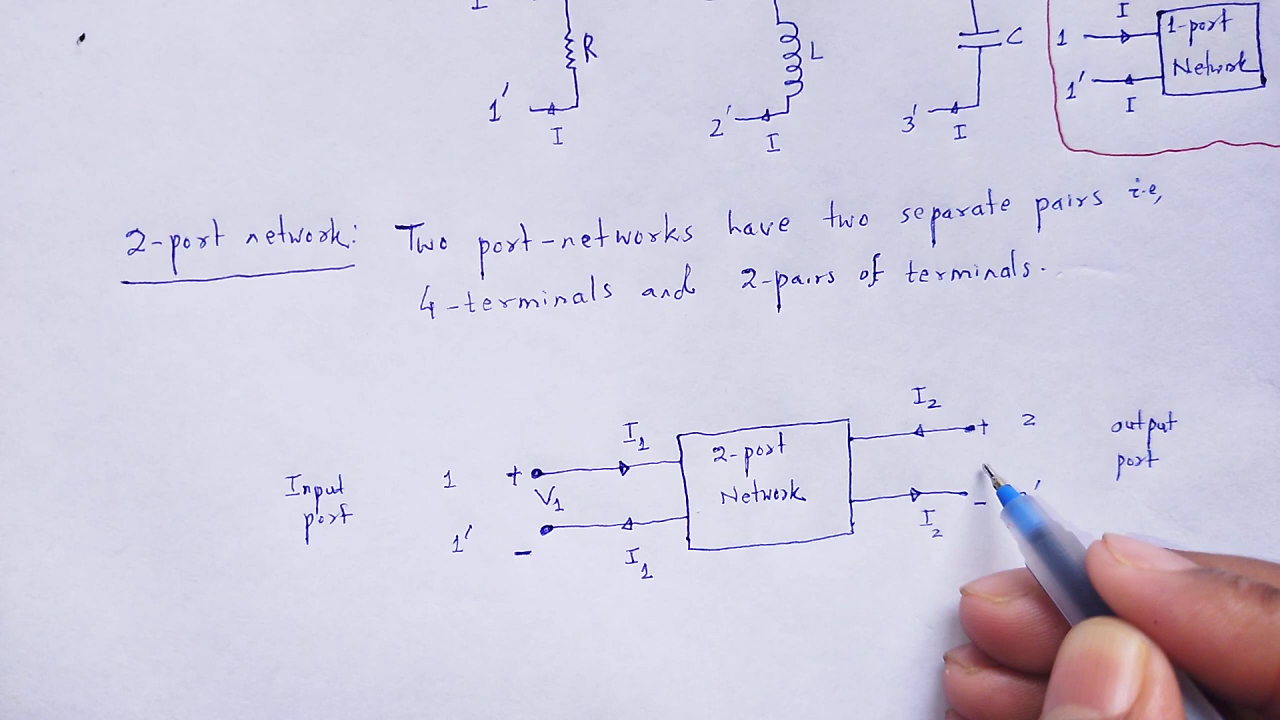 I
R
1'
I
L
2'
I
C
3'
I
I
1
1-port
Network
1'
I
2-port network: Two port-networks have two separate pairs i.e,
4-terminals and 2-pairs of terminals.
I2
I1
+ 2
output
port
2-port
Network
Input
port
1 +
V1
1' -
I1
-
'
I2